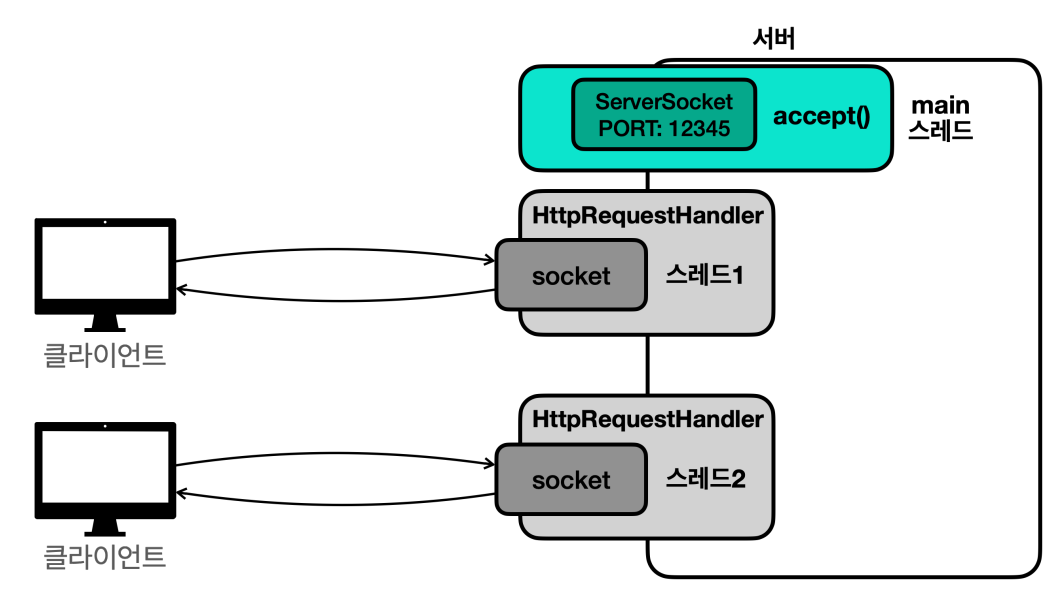 서버
ServerSocket
PORT: 12345
accept()
main
스레드
HttpRequestHandler
socket
스레드1
클라이언트
HttpRequestHandler
socket
스레드2
클라이언트